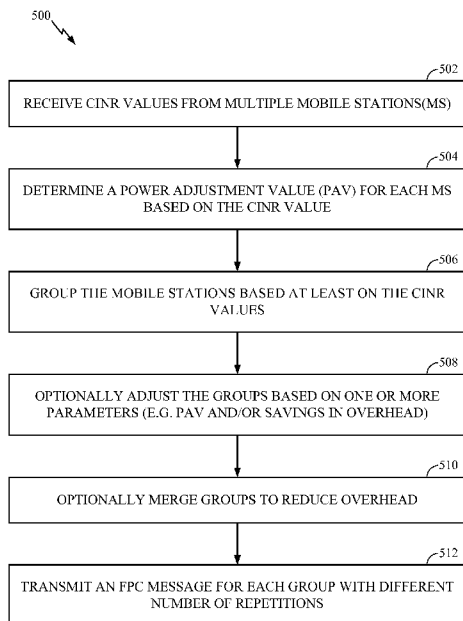 500
502
RECEIVE CINR VALUES FROM MULTIPLE MOBILE STATIONS(MS)
504
DETERMINE A POWER ADJUSTMENT VALUE (PAV) FOR EACH MS
BASED ON THE CINR VALUE
506
GROUP THE MOBILE STATIONS BASED AT LEAST ON THE CINR
VALUES
508
OPTIONALLY ADJUST THE GROUPS BASED ON ONE OR MORE
PARAMETERS (E.G. PAV AND/OR SAVINGS IN OVERHEAD)
510
OPTIONALLY MERGE GROUPS TO REDUCE OVERHEAD
512
TRANSMIT AN FPC MESSAGE FOR EACH GROUP WITH DIFFERENT
NUMBER OF REPETITIONS